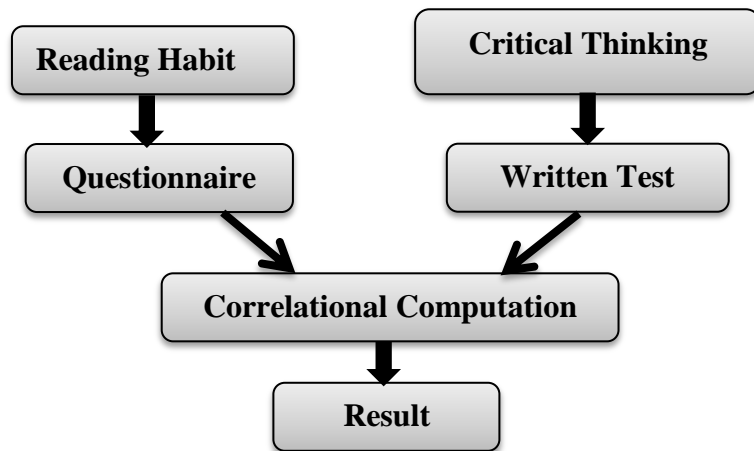 Reading Habit
Critical Thinking
Questionnaire
Written Test
Correlational Computation
Result